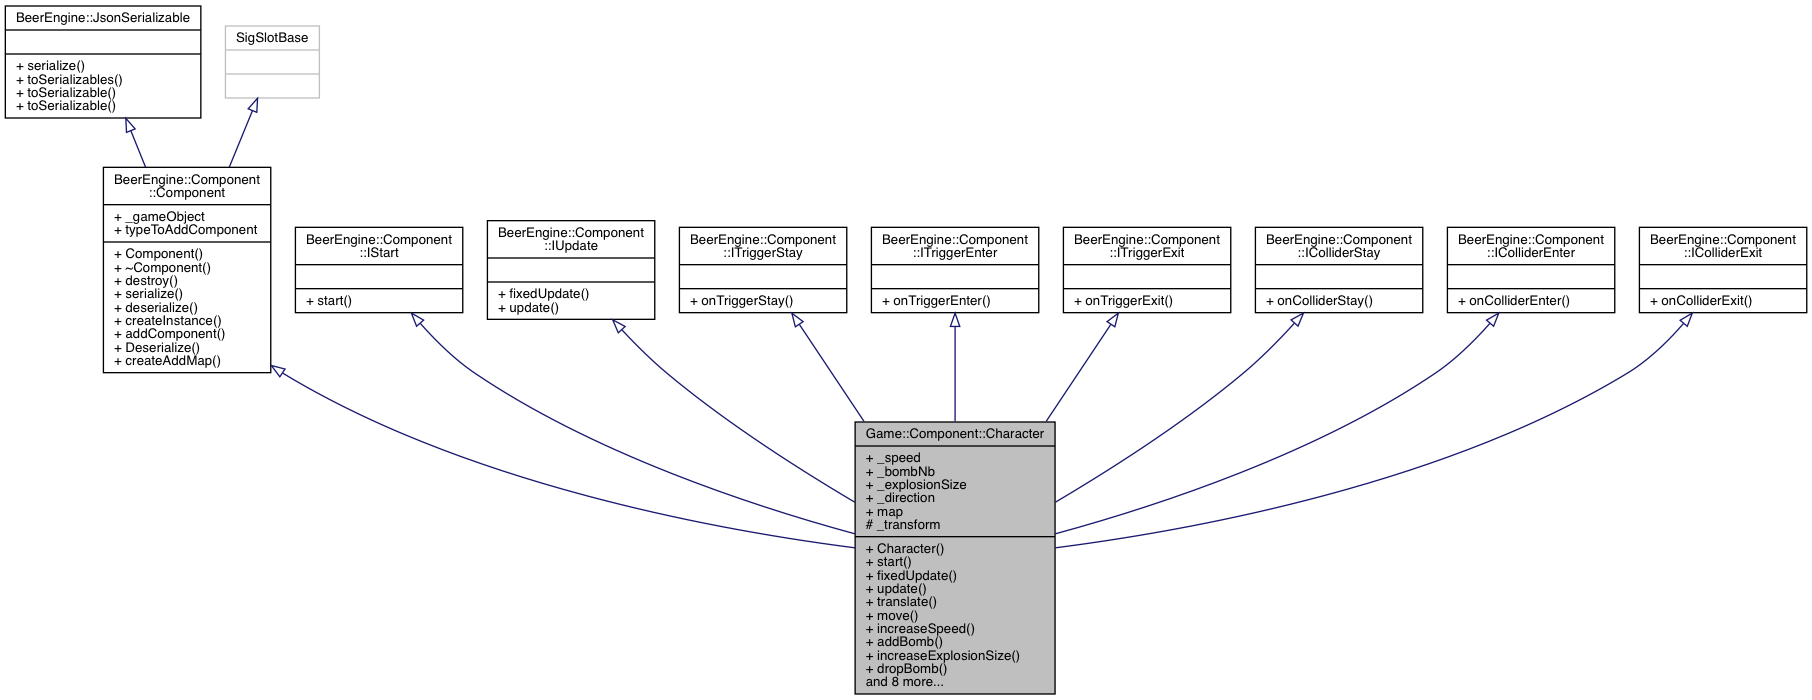 BeerEngine::JsonSerializable
+ serialize()
+ toSerializables()
+ toSerializable()
+ toSerializable()
SigSlotBase
BeerEngine::Component
::Component
+ _gameObject
+ typeToAddComponent
+ Component()
+ ~Component()
+ destroy()
+ serialize()
+ deserialize()
+ createInstance()
+ addComponent()
+ Deserialize()
+ createAddMap()
BeerEngine::Component
::IStart
+ start()
BeerEngine::Component
::IUpdate
+ fixedUpdate()
+ update()
BeerEngine::Component
::ITriggerStay
+ onTriggerStay()
BeerEngine::Component
::ITriggerEnter
+ onTriggerEnter()
BeerEngine::Component
::ITriggerExit
+ onTriggerExit()
BeerEngine::Component
::IColliderStay
+ onColliderStay()
BeerEngine::Component
::IColliderEnter
+ onColliderEnter()
BeerEngine::Component
::IColliderExit
+ onColliderExit()
Game::Component::Character
+ _speed
+ _bombNb
+ _explosionSize
+ _direction
+ map
# _transform
+ Character()
+ start()
+ fixedUpdate()
+ update()
+ translate()
+ move()
+ increaseSpeed()
+ addBomb()
+ increaseExplosionSize()
+ dropBomb()
and 8 more...